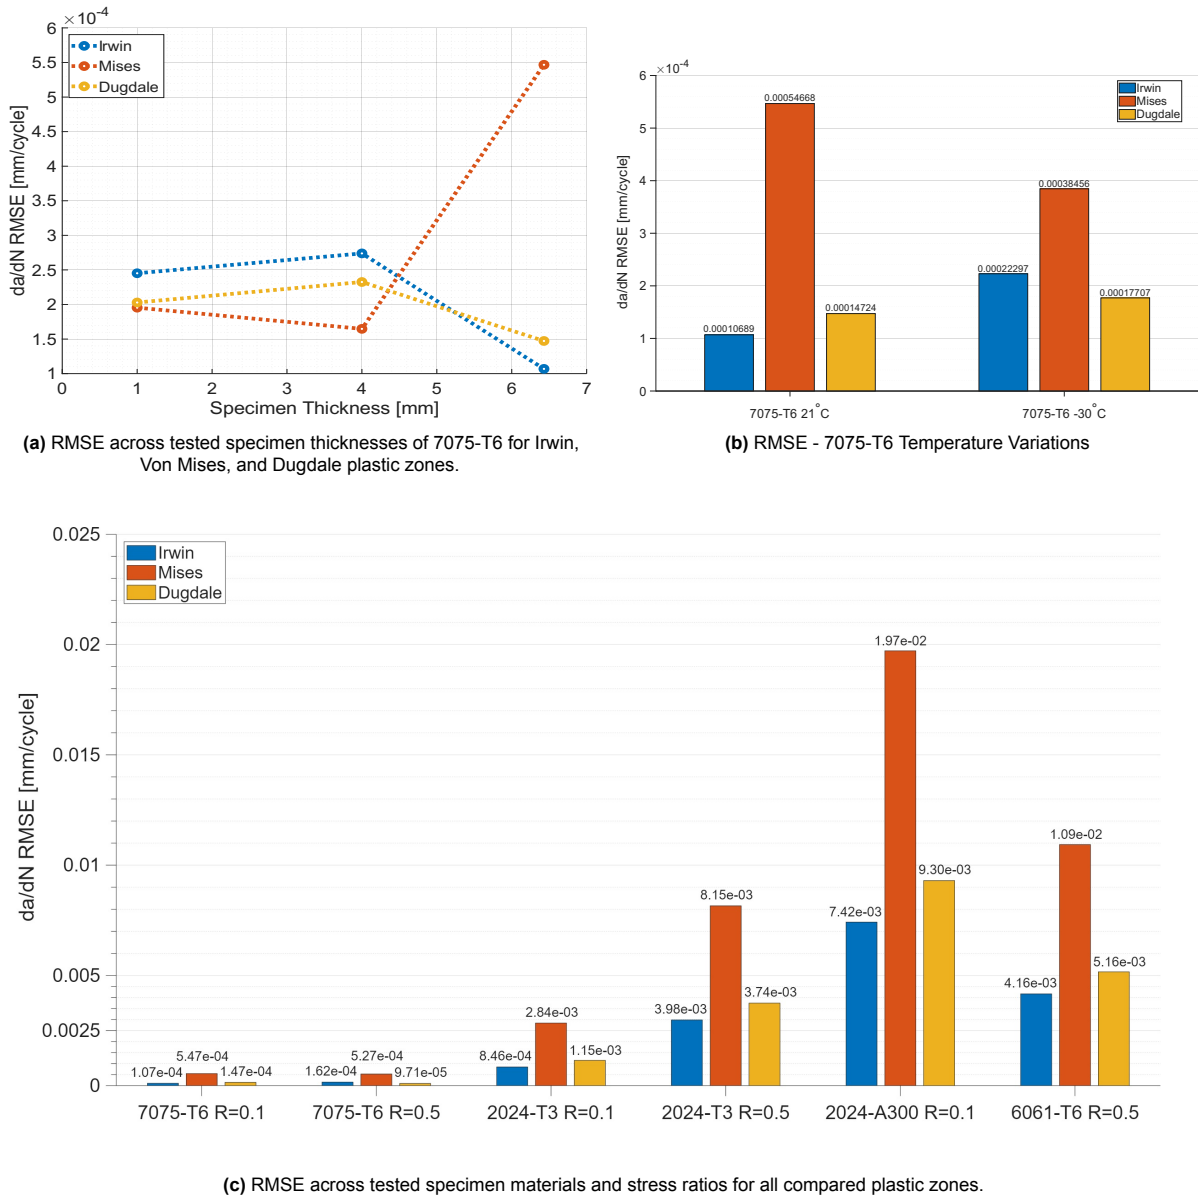 ×10⁻⁴
6
5.5
5
4.5
4
3.5
3
2.5
2
1.5
1
da/dN RMSE [mm/cycle]
Irwin
Mises
Dugdale
0 1 2 3 4 5 6 7
Specimen Thickness [mm]
(a) RMSE across tested specimen thicknesses of 7075-T6 for Irwin,
Von Mises, and Dugdale plastic zones.
×10⁻⁴
6
5
4
3
2
1
0
da/dN RMSE [mm/cycle]
Irwin
Mises
Dugdale
0.00054668
0.00038456
0.00022297
0.00017707
0.00014724
0.00010689
7075-T6 21°C 7075-T6 -30°C
(b) RMSE - 7075-T6 Temperature Variations
0.025
0.02
0.015
0.01
0.005
0.0025
0
da/dN RMSE [mm/cycle]
Irwin
Mises
Dugdale
1.07e-04 5.47e-04 1.47e-04
1.62e-04 5.27e-04 9.71e-05
8.46e-04 2.84e-03 1.15e-03
3.98e-03 8.15e-03 3.74e-03
7.42e-03 1.97e-02 9.30e-03
4.16e-03 1.09e-02 5.16e-03
7075-T6 R=0.1 7075-T6 R=0.5 2024-T3 R=0.1 2024-T3 R=0.5 2024-A300 R=0.1 6061-T6 R=0.5
(c) RMSE across tested specimen materials and stress ratios for all compared plastic zones.